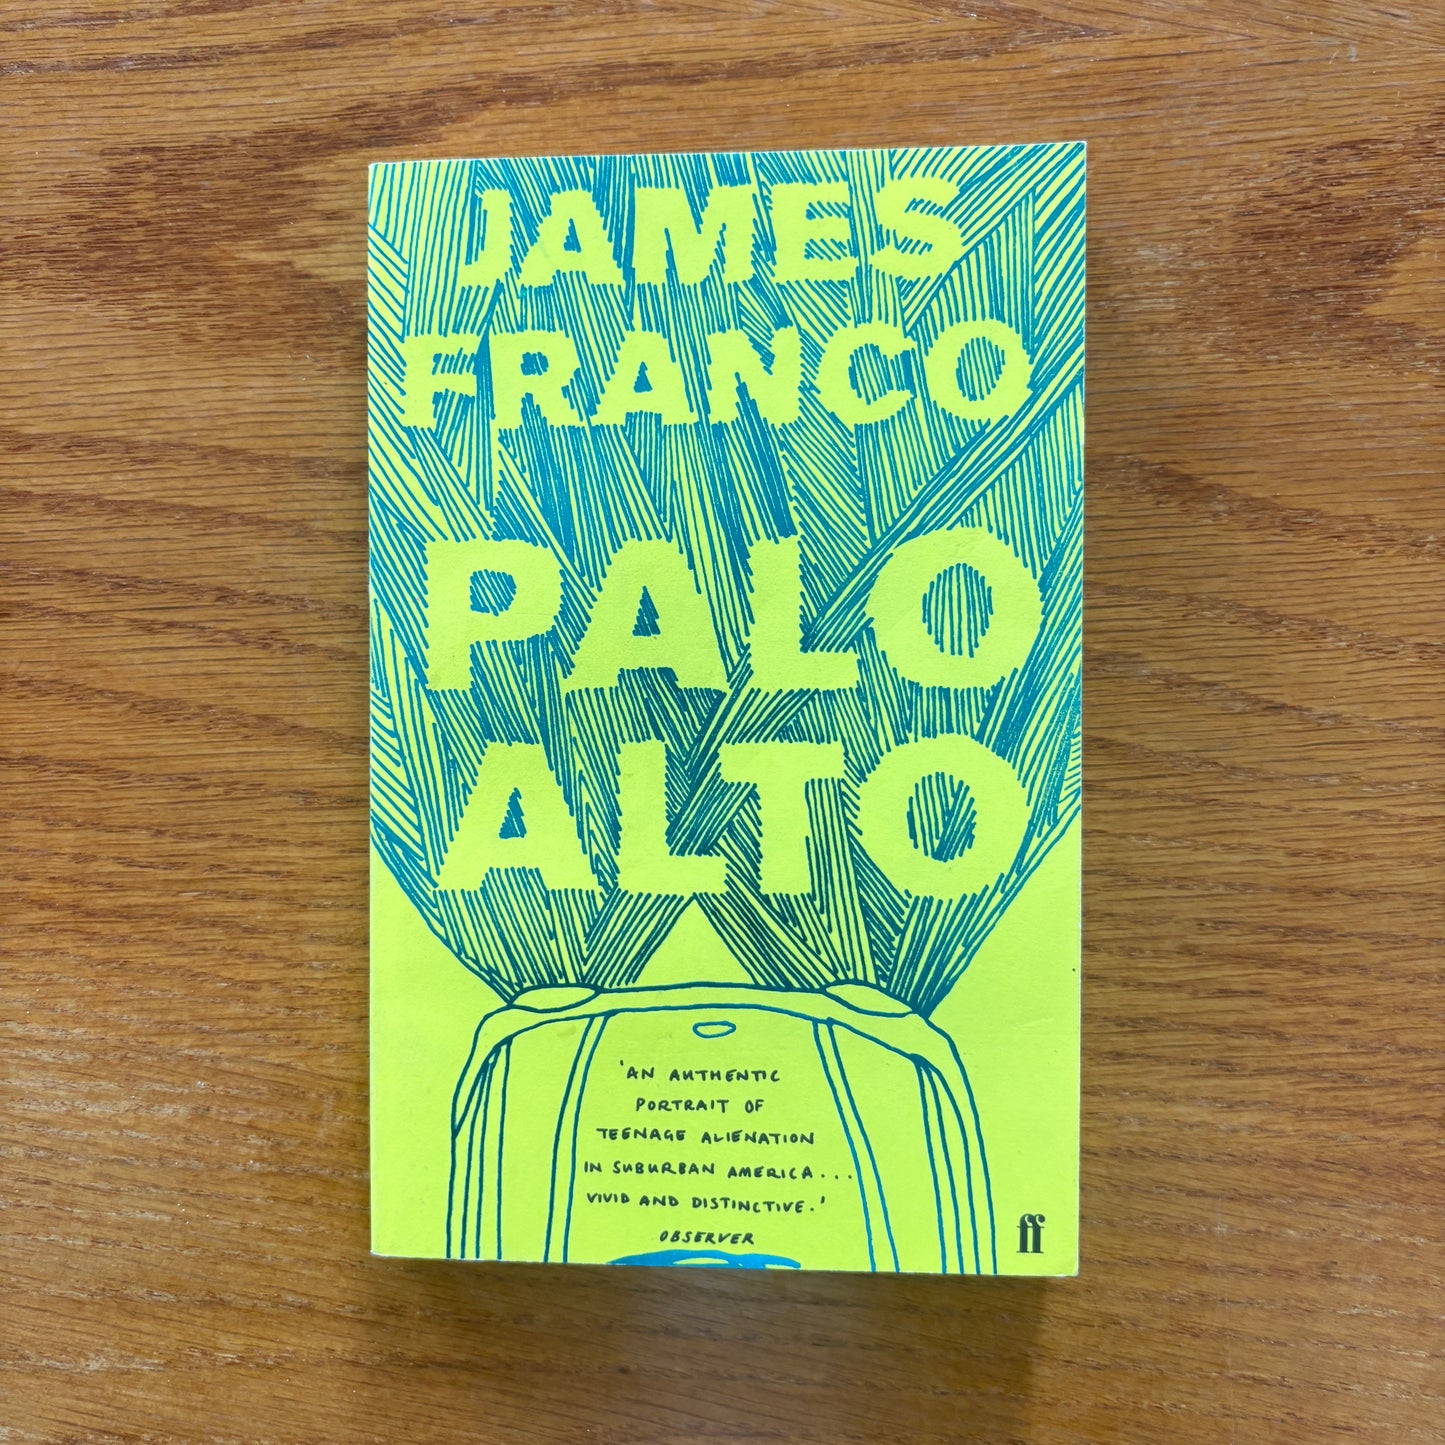 JAMES
FRANCO
PALO
ALTO
'AN AUTHENTIC
PORTRAIT OF
TEENAGE ALIENATION
IN SUBURBAN AMERICA...
VIVID AND DISTINCTIVE.'
OBSERVER
ff